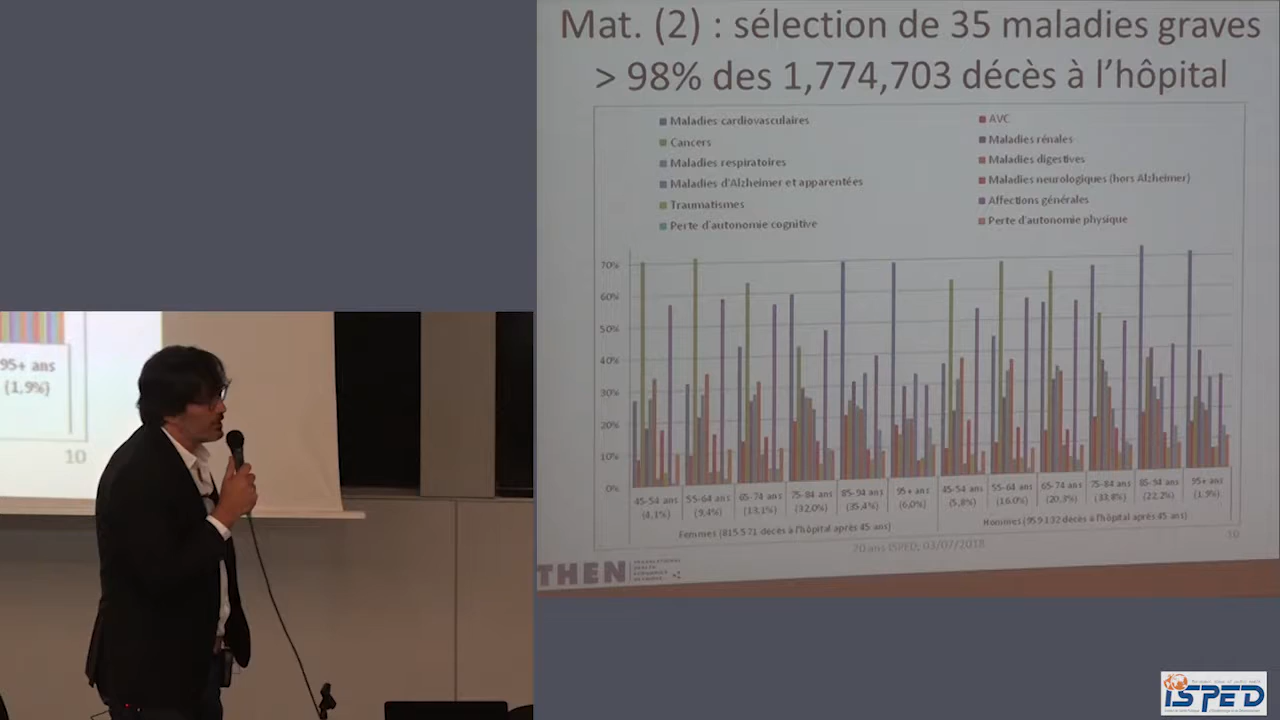 Mat. (2) : sélection de 35 maladies graves
> 98% des 1,774,703 décès à l'hôpital
Maladies cardiovasculaires
AVC
Cancers
Maladies rénales
Maladies respiratoires
Maladies digestives
Maladies d'Alzheimer et apparentées
Maladies neurologiques (hors Alzheimer)
Traumatismes
Affections générales
Perte d'autonomie cognitive
Perte d'autonomie physique
70%
60%
50%
40%
30%
20%
10%
0%
45-54 ans 55-64 ans 65-74 ans 75-84 ans 85-94 ans 95+ ans 45-54 ans 55-64 ans 65-74 ans 75-84 ans 85-94 ans 95+ ans
(4,1%) (9,4%) (13,1%) (32,0%) (35,4%) (6,0%) (5,8%) (16,0%) (20,3%) (33,8%) (22,2%) (1,9%)
Femmes (815 571 décès à l'hôpital après 45 ans)
Hommes (959 132 décès à l'hôpital après 45 ans)
20 ans ISPED, 03/07/2018
10
THEN
95+ ans
(1,9%)
10
ISPED